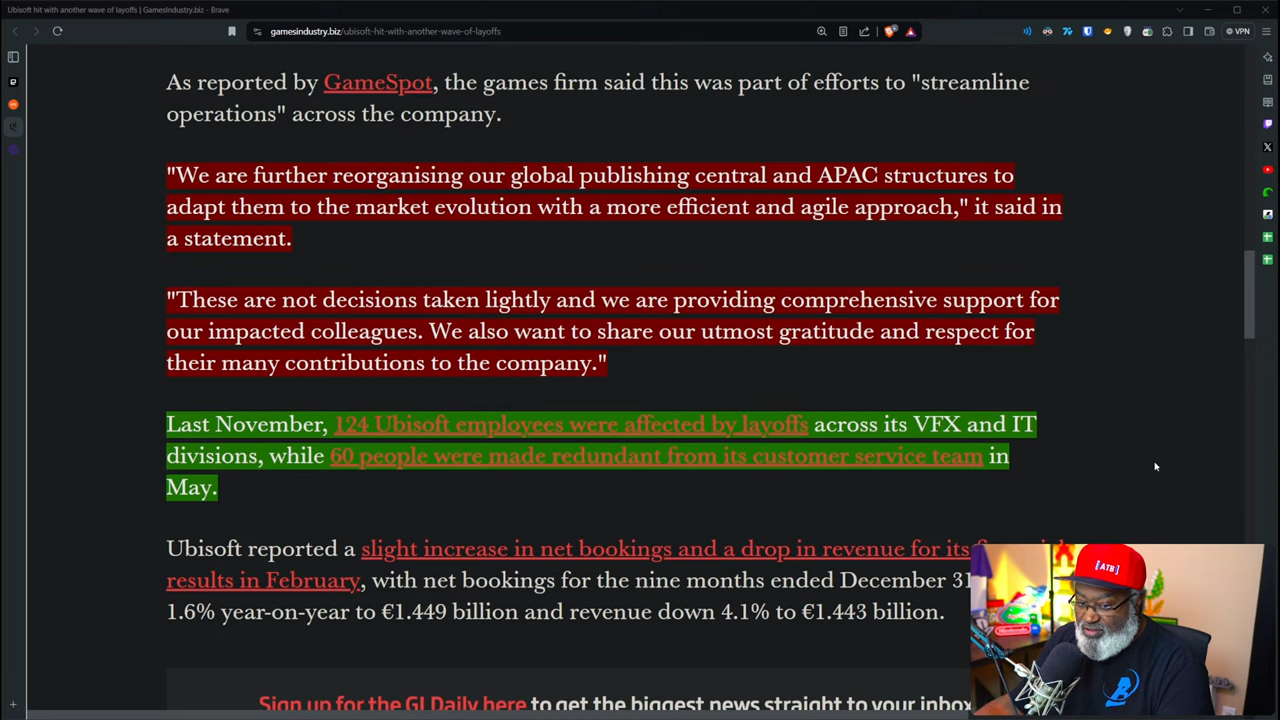 Ubisoft hit with another wave of layoffs | GamesIndustry.biz - Brave
gamesindustry.biz/ubisoft-hit-with-another-wave-of-layoffs
VPN
As reported by GameSpot, the games firm said this was part of efforts to "streamline
operations" across the company.
"We are further reorganising our global publishing central and APAC structures to
adapt them to the market evolution with a more efficient and agile approach," it said in
a statement.
"These are not decisions taken lightly and we are providing comprehensive support for
our impacted colleagues. We also want to share our utmost gratitude and respect for
their many contributions to the company."
Last November, 124 Ubisoft employees were affected by layoffs across its VFX and IT
divisions, while 60 people were made redundant from its customer service team in
May.
Ubisoft reported a slight increase in net bookings and a drop in revenue for its
results in February, with net bookings for the nine months ended December 31
1.6% year-on-year to €1.449 billion and revenue down 4.1% to €1.443 billion.
Sign up for the GI Daily here to get the biggest news straight to your inbox
[ATB]